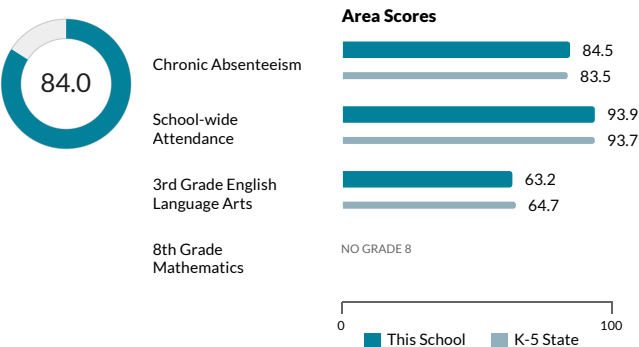 Area Scores
84.0
Chronic Absenteeism
84.5
83.5
School-wide
Attendance
93.9
93.7
3rd Grade English
Language Arts
63.2
64.7
8th Grade
Mathematics
NO GRADE 8
0
100
This School
K-5 State